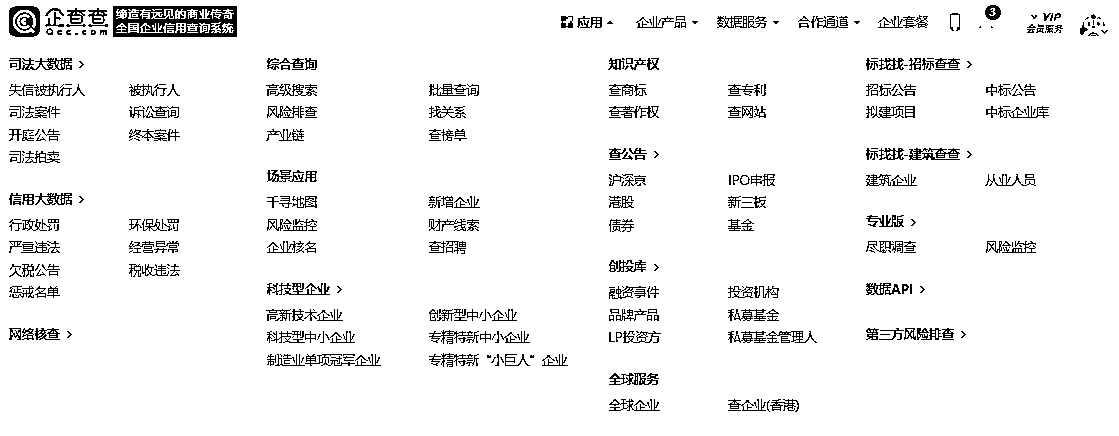 企查查
Qcc.com
缔造有远见的商业传奇
全国企业信用查询系统
应用 企业产品 数据服务 合作通道 企业套餐 3 VIP
会员服务
司法大数据 >
失信被执行人 被执行人
司法案件 诉讼查询
开庭公告 终本案件
司法拍卖
信用大数据 >
行政处罚 环保处罚
严重违法 经营异常
欠税公告 税收违法
惩戒名单
网络核查 >
综合查询
高级搜索 批量查询
风险排查 找关系
产业链 查榜单
场景应用
千寻地图 新增企业
风险监控 财产线索
企业核名 查招聘
科技型企业 >
高新技术企业 创新型中小企业
科技型中小企业 专精特新中小企业
制造业单项冠军企业 专精特新“小巨人”企业
知识产权
查商标 查专利
查著作权 查网站
查公告 >
沪深京 IPO申报
港股 新三板
债券 基金
创投库 >
融资事件 投资机构
品牌产品 私募基金
LP投资方 私募基金管理人
全球服务
全球企业 查企业(香港)
标找找-招标查查 >
招标公告 中标公告
拟建项目 中标企业库
标找找-建筑查查 >
建筑企业 从业人员
专业版 >
尽职调查 风险监控
数据API >
第三方风险排查 >